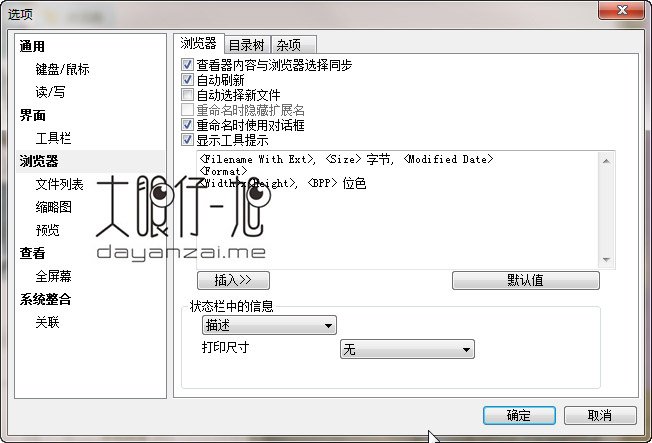 选项
通用
键盘/鼠标
读/写
界面
工具栏
浏览器
文件列表
缩略图
预览
查看
全屏幕
系统整合
关联
浏览器
目录树
杂项
查看器内容与浏览器选择同步
自动刷新
自动选择新文件
重命名时隐藏扩展名
重命名时使用对话框
显示工具提示
<Filename With Ext>, <Size> 字节, <Modified Date>
<Format>
<Width>x<Height>, <BPP> 位色
大眼仔~旭
dayanzai.me
插入>>
默认值
状态栏中的信息
描述
打印尺寸
无
确定
取消